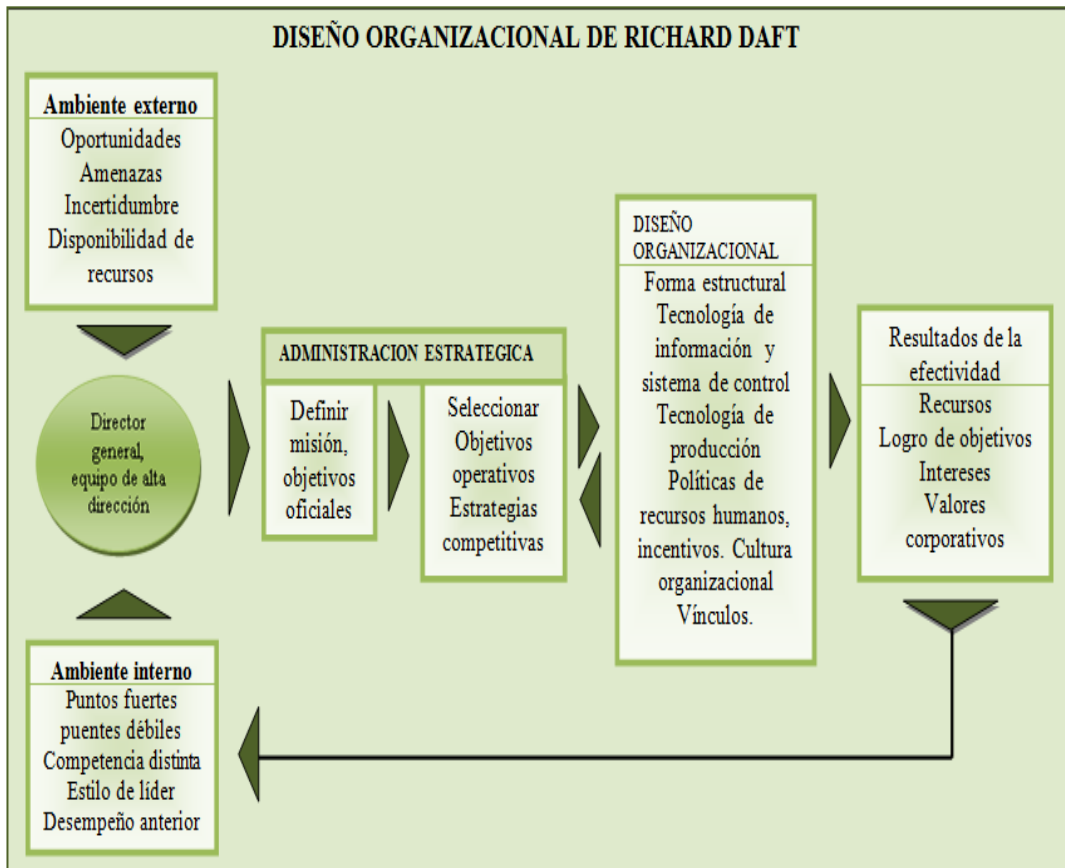 DISEÑO ORGANIZACIONAL DE RICHARD DAFT
Ambiente externo
Oportunidades
Amenazas
Incertidumbre
Disponibilidad de
recursos
Director
general,
equipo de alta
dirección
Ambiente interno
Puntos fuertes
puentes débiles
Competencia distinta
Estilo de líder
Desempeño anterior
ADMINISTRACION ESTRATEGICA
Definir
misión,
objetivos
oficiales
Seleccionar
Objetivos
operativos
Estrategias
competitivas
DISEÑO
ORGANIZACIONAL
Forma estructural
Tecnología de
información y
sistema de control
Tecnología de
producción
Políticas de
recursos humanos,
incentivos. Cultura
organizacional
Vínculos.
Resultados de la
efectividad
Recursos
Logro de objetivos
Intereses
Valores
corporativos